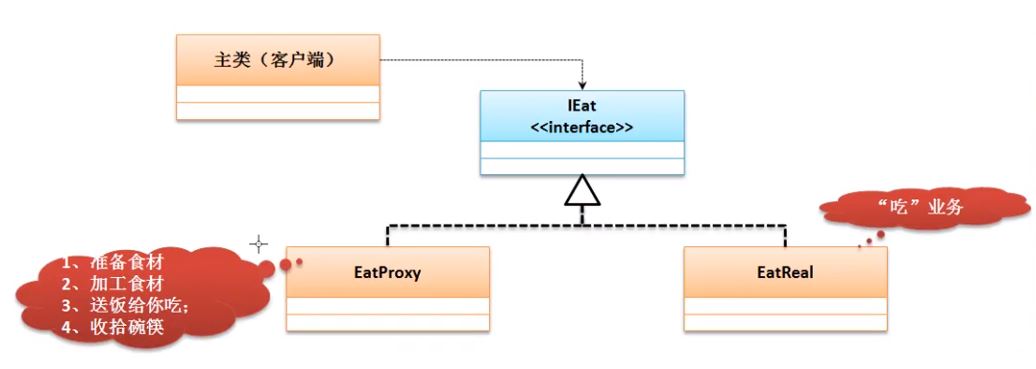 主类（客户端）
IEat
<<interface>>
“吃”业务
1、准备食材
2、加工食材
3、送饭给你吃；
4、收拾碗筷
EatProxy
EatReal